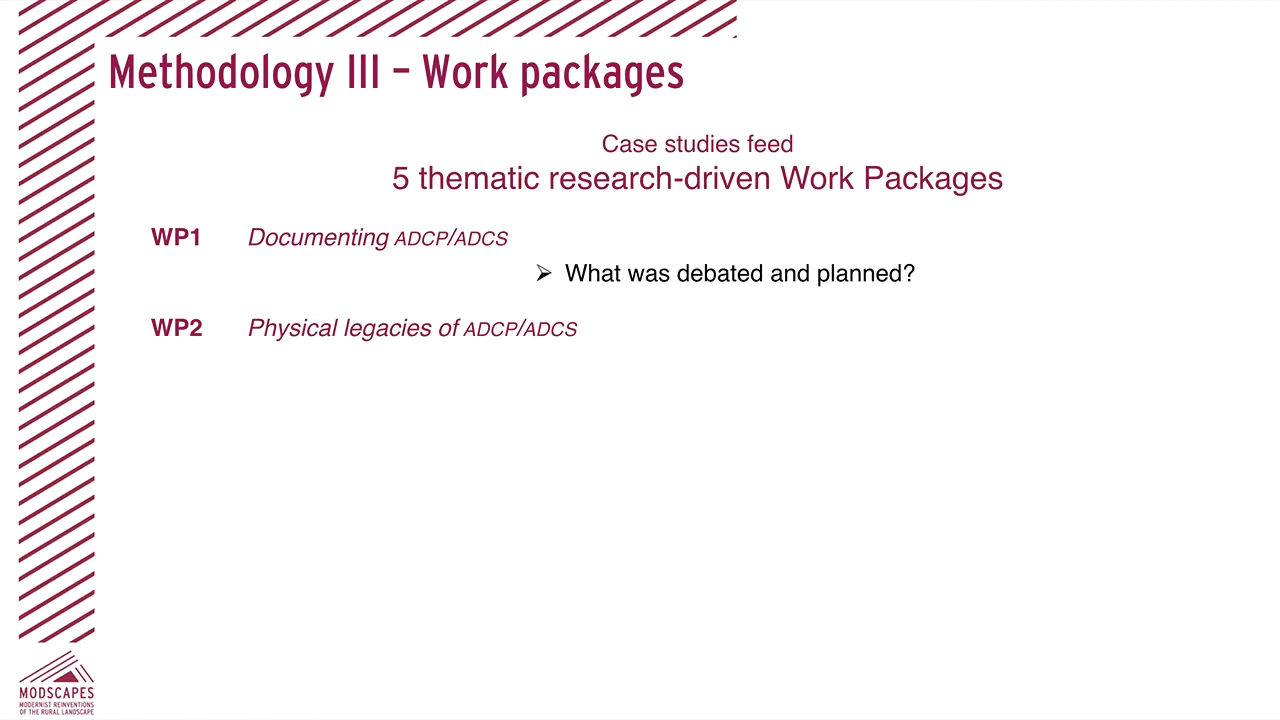 Methodology III – Work packages
Case studies feed
5 thematic research-driven Work Packages
WP1 Documenting ADCP/ADCS
➢ What was debated and planned?
WP2 Physical legacies of ADCP/ADCS
MODSCAPES
MODERNIST REINVENTIONS
OF THE RURAL LANDSCAPE